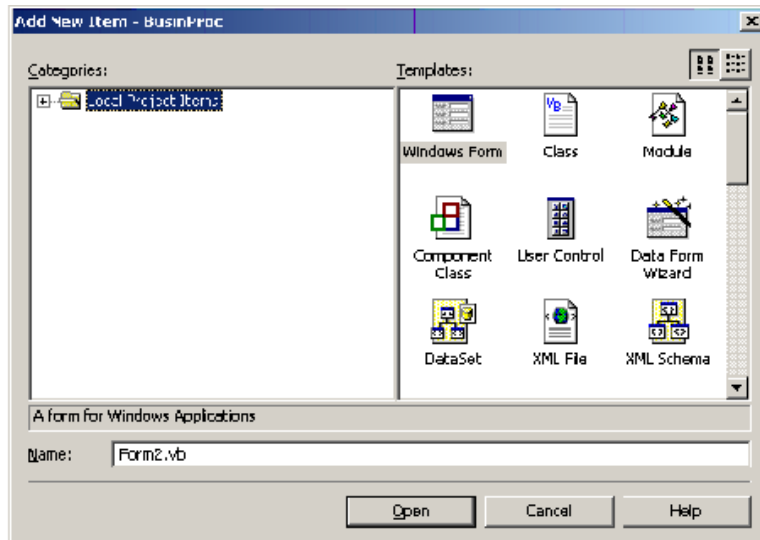 Add New Item - BusinProc
Categories:
Templates:
Local Project Items
Windows Form
Class
Module
Component Class
User Control
Data Form Wizard
DataSet
XML File
XML Schema
A form for Windows Applications
Name:
Form2.vb
Open
Cancel
Help